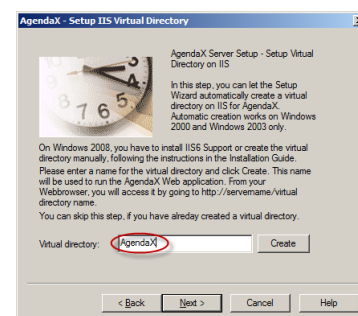 AgendaX - Setup IIS Virtual Directory
AgendaX Server Setup - Setup Virtual
Directory on IIS
In this step, you can let the Setup
Wizard automatically create a virtual
directory on IIS for AgendaX.
Automatic creation works on Windows
2000 and Windows 2003 only.
On Windows 2008, you have to install IIS6 Support or create the virtual
directory manually, following the instructions in the Installation Guide.
Please enter a name for the virtual directory and click Create. This name
will be used to run the AgendaX Web application. From your
Webbrowser, you will access it by going to http://servername/virtual
directory name.
You can skip this step, if you have alreday created a virtual directory.
Virtual directory: AgendaX Create
< Back Next > Cancel Help